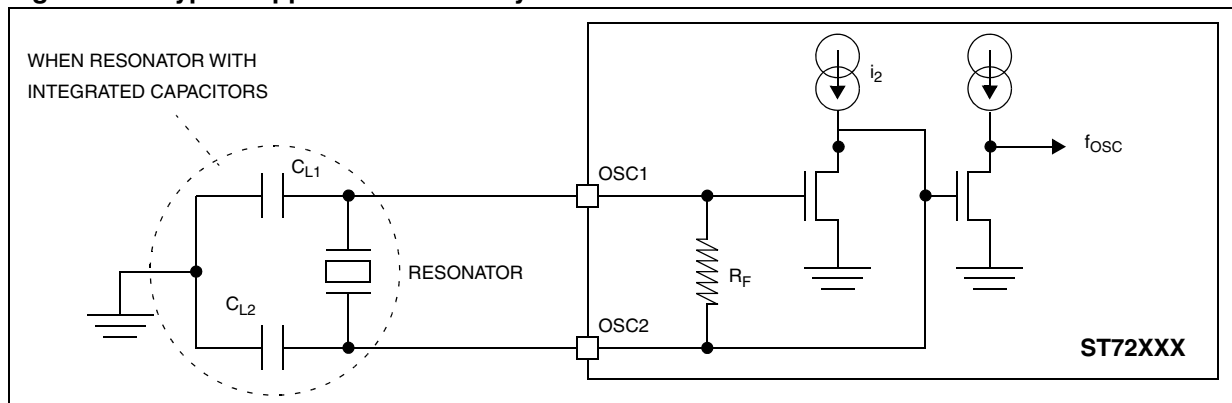 WHEN RESONATOR WITH
INTEGRATED CAPACITORS
CL1
CL2
RESONATOR
OSC1
OSC2
RF
i2
fOSC
ST72XXX